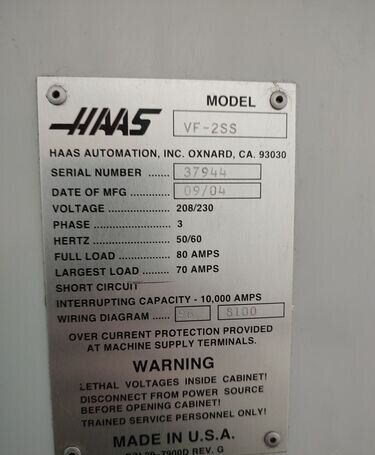 MODEL
HAAS VF-2SS
HAAS AUTOMATION, INC. OXNARD, CA. 93030
SERIAL NUMBER ....... 37944
DATE OF MFG ........... 09/04
VOLTAGE .................. 208/230
PHASE ...................... 3
HERTZ ...................... 50/60
FULL LOAD ............... 80 AMPS
LARGEST LOAD ........ 70 AMPS
SHORT CIRCUIT
INTERRUPTING CAPACITY - 10,000 AMPS
WIRING DIAGRAM ..... 8100
OVER CURRENT PROTECTION PROVIDED
AT MACHINE SUPPLY TERMINALS.
WARNING
LETHAL VOLTAGES INSIDE CABINET!
DISCONNECT FROM POWER SOURCE
BEFORE OPENING CABINET!
TRAINED SERVICE PERSONNEL ONLY!
MADE IN U.S.A.
REV. G